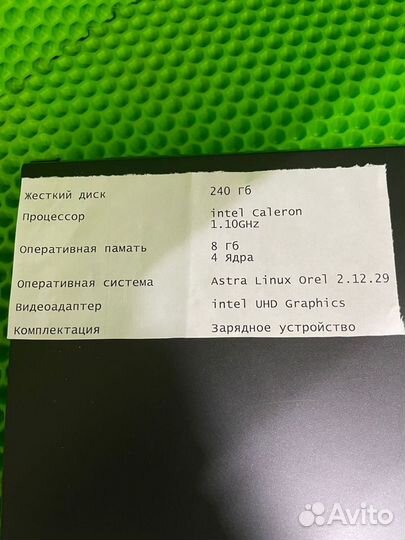 Жесткий диск 240 Гб
Процессор intel Caleron
1.10GHz
Оперативная память 8 Гб
4 Ядра
Оперативная система Astra Linux Orel 2.12.29
Видеоадаптер intel UHD Graphics
Комплектация Зарядное устройство
Avito